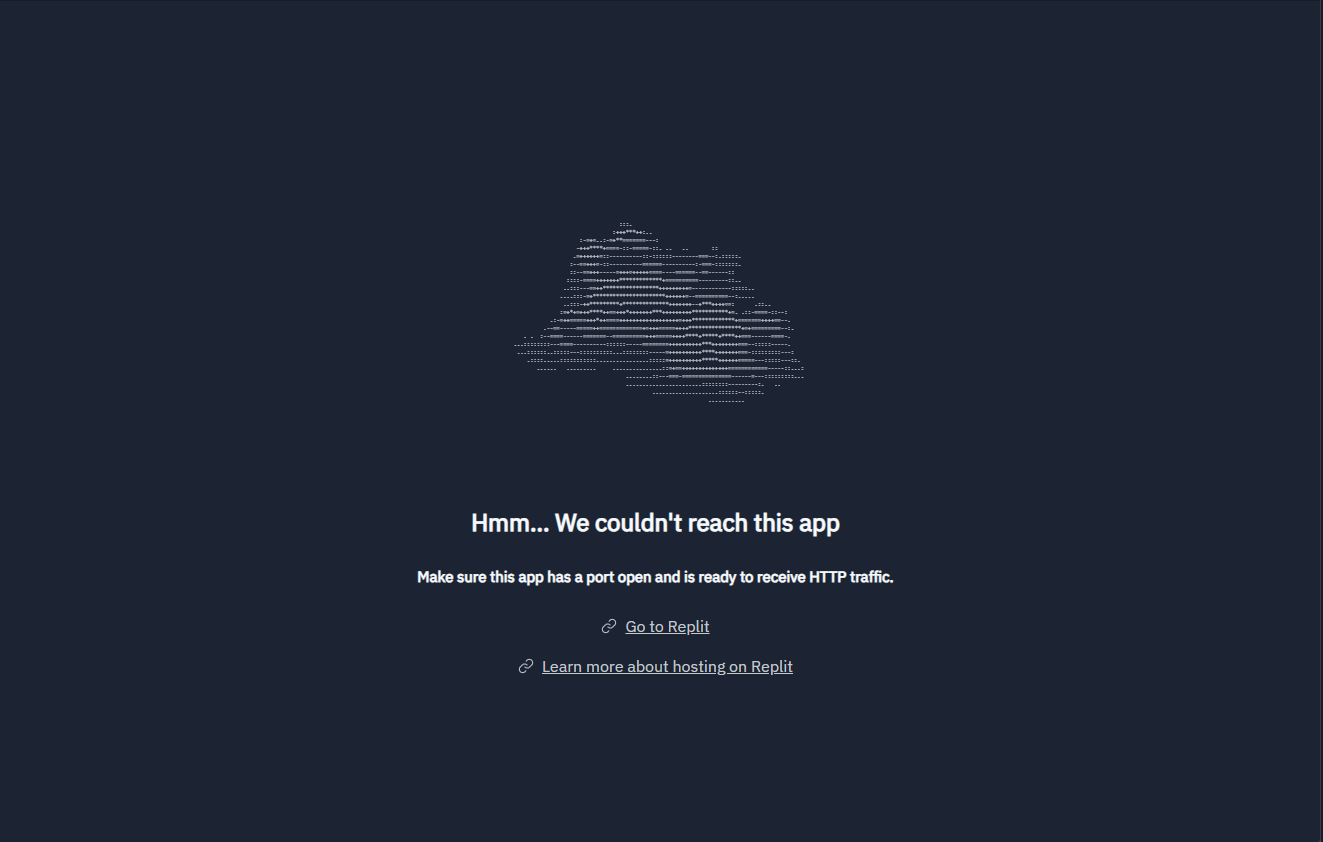 Hmm... We couldn't reach this app
Make sure this app has a port open and is ready to receive HTTP traffic.
Go to Replit
Learn more about hosting on Replit